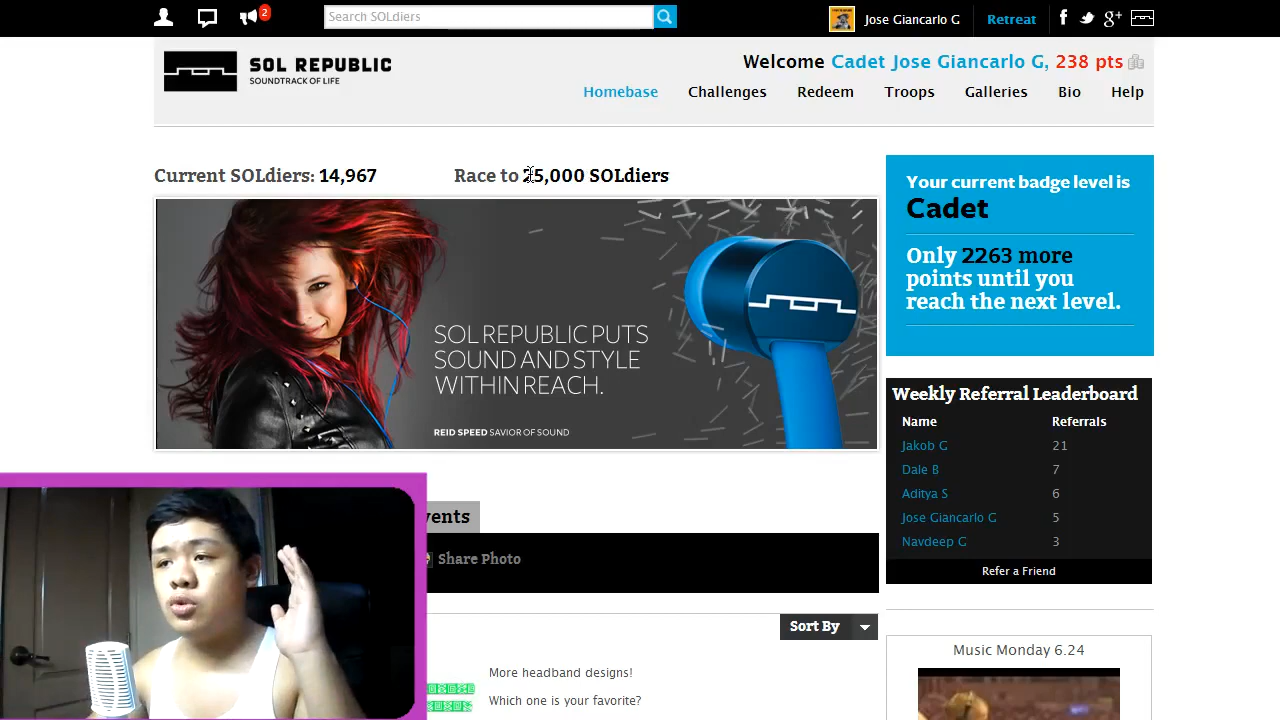 2
Search SOLdiers
Jose Giancarlo G
Retreat
SOL REPUBLIC
SOUNDTRACK OF LIFE
Welcome Cadet Jose Giancarlo G, 238 pts
Homebase Challenges Redeem Troops Galleries Bio Help
Current SOLdiers: 14,967
Race to 25,000 SOLdiers
SOL REPUBLIC PUTS
SOUND AND STYLE
WITHIN REACH.
REID SPEED SAVIOR OF SOUND
Your current badge level is
Cadet
Only 2263 more
points until you
reach the next level.
Weekly Referral Leaderboard
Name Referrals
Jakob G 21
Dale B 7
Aditya S 6
Jose Giancarlo G 5
Navdeep G 3
Refer a Friend
vents
Share Photo
Sort By
More headband designs!
Which one is your favorite?
Music Monday 6.24